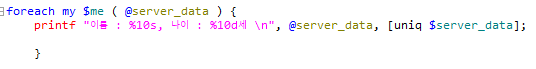 foreach my $me ( @server_data ) {
printf "이름 : %10s, 나이 : %10d세 \n", @server_data, [uniq $server_data];
}